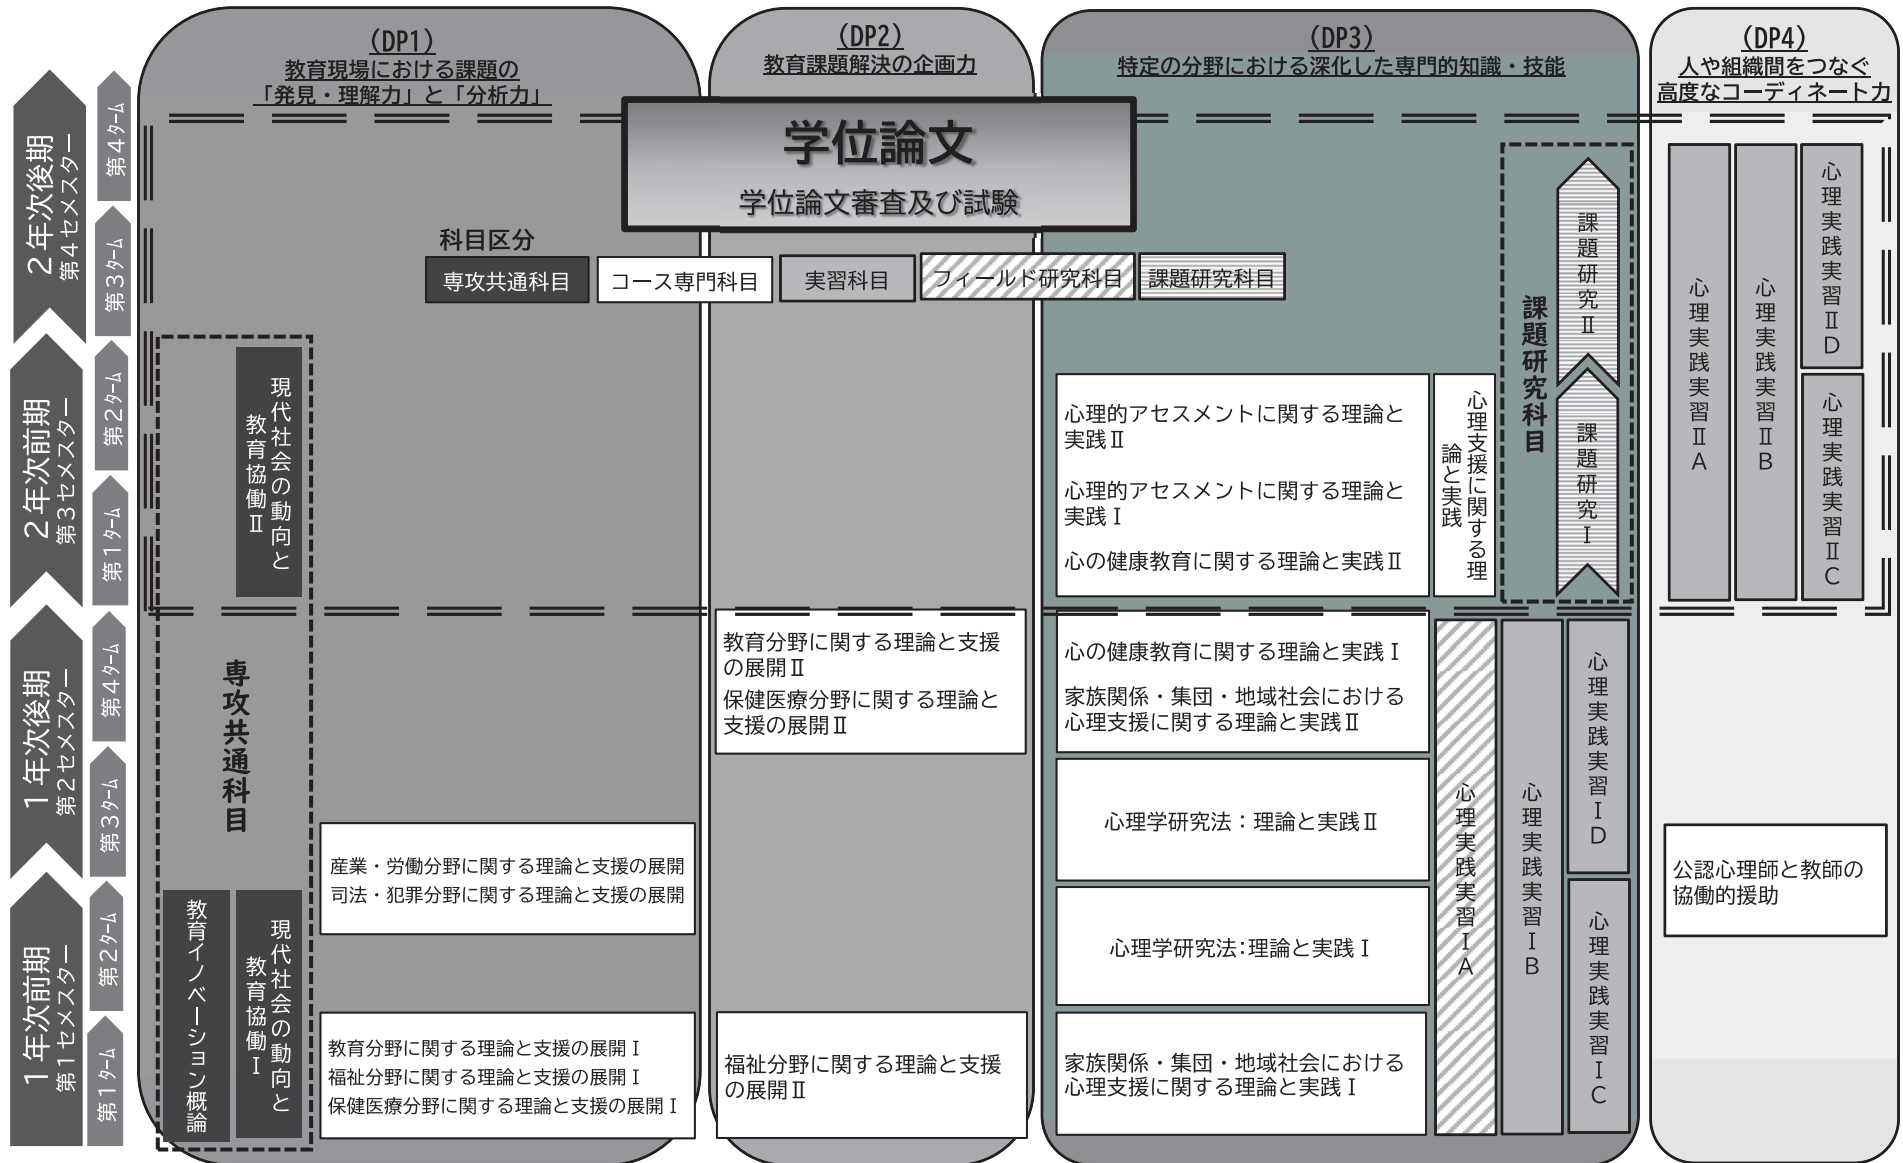 (DP1)
教育現場における課題の
「発見・理解力」と「分析力」
(DP2)
教育課題解決の企画力
(DP3)
特定の分野における深化した専門的知識・技能
(DP4)
人や組織間をつなぐ
高度なコーディネート力
学位論文
学位論文審査及び試験
科目区分
専攻共通科目
コース専門科目
実習科目
フィールド研究科目
課題研究科目
2年次後期
第4セメスター
第4ターム
第3ターム
2年次前期
第3セメスター
第2ターム
第1ターム
1年次後期
第2セメスター
第4ターム
第3ターム
1年次前期
第1セメスター
第2ターム
第1ターム
現代社会の動向と
教育協働Ⅱ
専攻共通科目
教育イノベーション概論
現代社会の動向と
教育協働Ⅰ
産業・労働分野に関する理論と支援の展開
司法・犯罪分野に関する理論と支援の展開
教育分野に関する理論と支援の展開Ⅰ
福祉分野に関する理論と支援の展開Ⅰ
保健医療分野に関する理論と支援の展開Ⅰ
教育分野に関する理論と支援
の展開Ⅱ
保健医療分野に関する理論と
支援の展開Ⅱ
福祉分野に関する理論と支援
の展開Ⅱ
心理的アセスメントに関する理論と
実践Ⅱ
心理的アセスメントに関する理論と
実践Ⅰ
心の健康教育に関する理論と実践Ⅱ
心理支援に関する理
論と実践
課題研究科目
課題研究Ⅱ
課題研究Ⅰ
心の健康教育に関する理論と実践Ⅰ
家族関係・集団・地域社会における
心理支援に関する理論と実践Ⅱ
心理学研究法：理論と実践Ⅱ
心理学研究法:理論と実践Ⅰ
家族関係・集団・地域社会における
心理支援に関する理論と実践Ⅰ
心理実践実習ⅠA
心理実践実習ⅠB
心理実践実習ⅠD
心理実践実習ⅠC
心理実践実習ⅡA
心理実践実習ⅡB
心理実践実習ⅡD
心理実践実習ⅡC
公認心理師と教師の
協働的援助